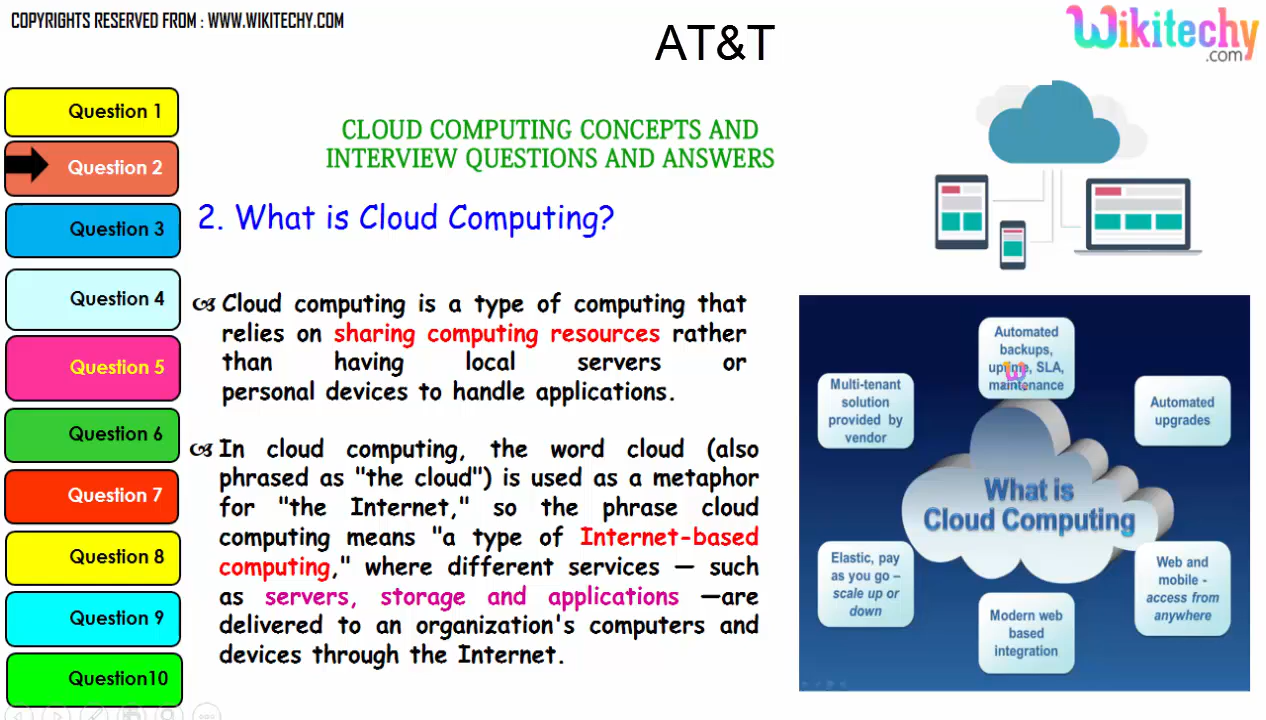 COPYRIGHTS RESERVED FROM : WWW.WIKITECHY.COM
AT&T
Wikitechy
.com
Question 1
Question 2
Question 3
Question 4
Question 5
Question 6
Question 7
Question 8
Question 9
Question10
CLOUD COMPUTING CONCEPTS AND
INTERVIEW QUESTIONS AND ANSWERS
2. What is Cloud Computing?
Cloud computing is a type of computing that
relies on sharing computing resources rather
than having local servers or
personal devices to handle applications.
In cloud computing, the word cloud (also
phrased as "the cloud") is used as a metaphor
for "the Internet," so the phrase cloud
computing means "a type of Internet-based
computing," where different services — such
as servers, storage and applications —are
delivered to an organization's computers and
devices through the Internet.
Automated
backups,
uptime, SLA,
maintenance
Multi-tenant
solution
provided by
vendor
Automated
upgrades
What is
Cloud Computing
Elastic, pay
as you go –
scale up or
down
Web and
mobile -
access from
anywhere
Modern web
based
integration
W